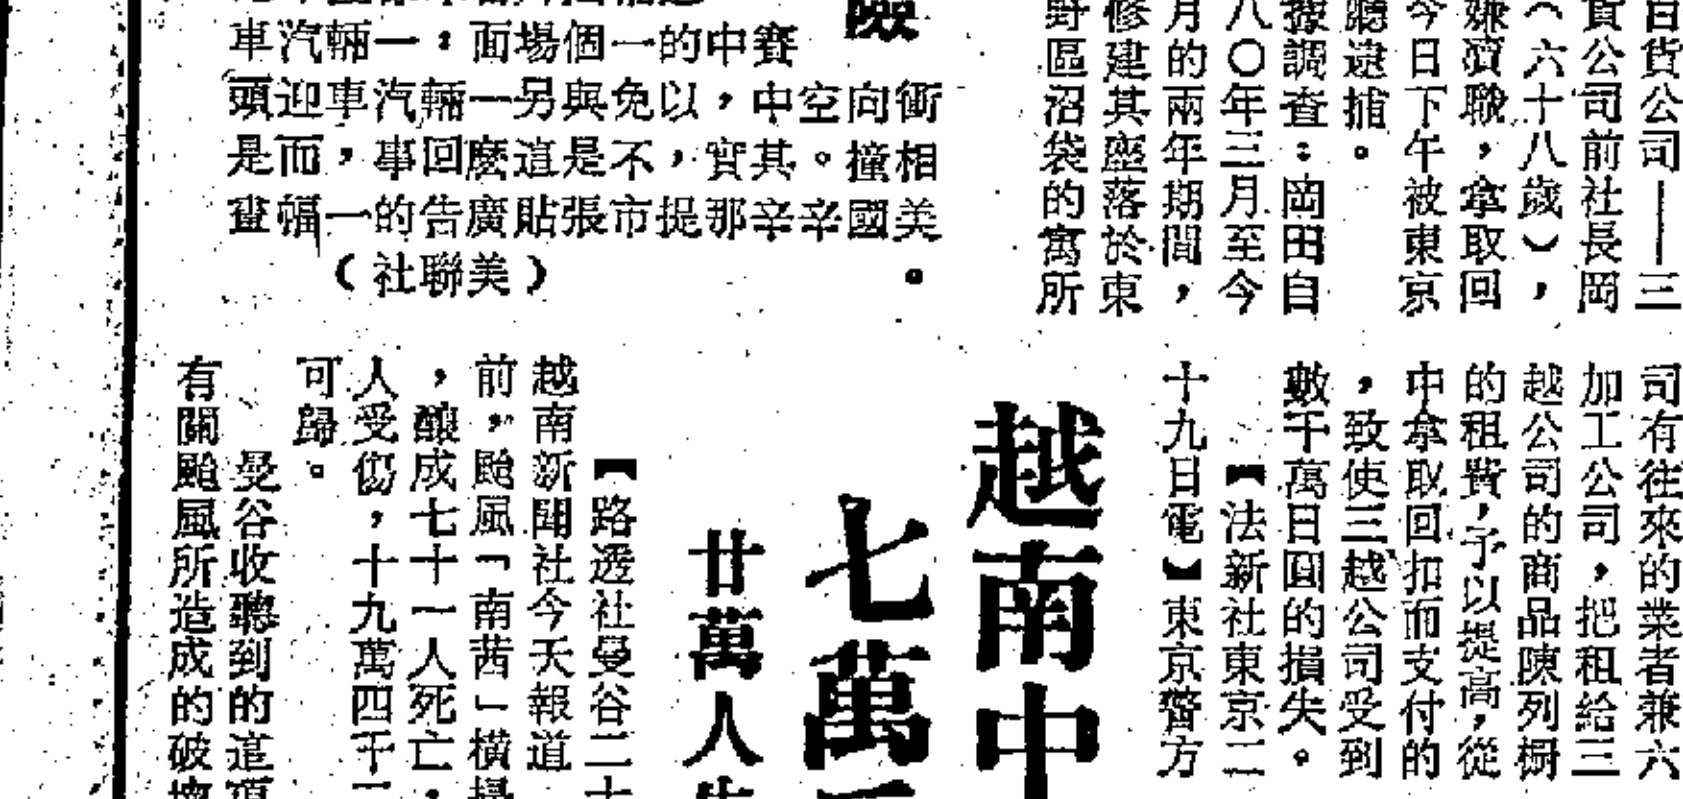 百貨公司——三
貨公司前社長岡
（六十八歲），
嫌瀆職，拿取回
今日下午被東京
聽逮捕。
據調查：岡田自
八〇年三月至今
月的兩年期間，
修建其座落於東
野區沼袋的寓所
險
賽中的一個場面：一輛汽車
衝向空中，以免與另一輛汽車迎頭
相撞。其實，不是這麼回事，而是
美國辛辛那提市張貼廣告的一幅畫
。
（美聯社）
司有往來的業者兼六
加工公司，把租給三
越公司的商品陳列橱
的租費，予以提高，從
中拿取回扣而支付的
，致使三越公司受到
數千萬日圓的損失。
【法新社東京二
十九日電】東京警方
越南中
七萬
廿萬人
【路透社曼谷二十
越南新聞社今天報道
前，颱風「南茜」橫掃
，釀成七十一人死亡，
人受傷，十九萬四千
可歸。
曼谷收聽到的這項
有關颱風所造成的破壞